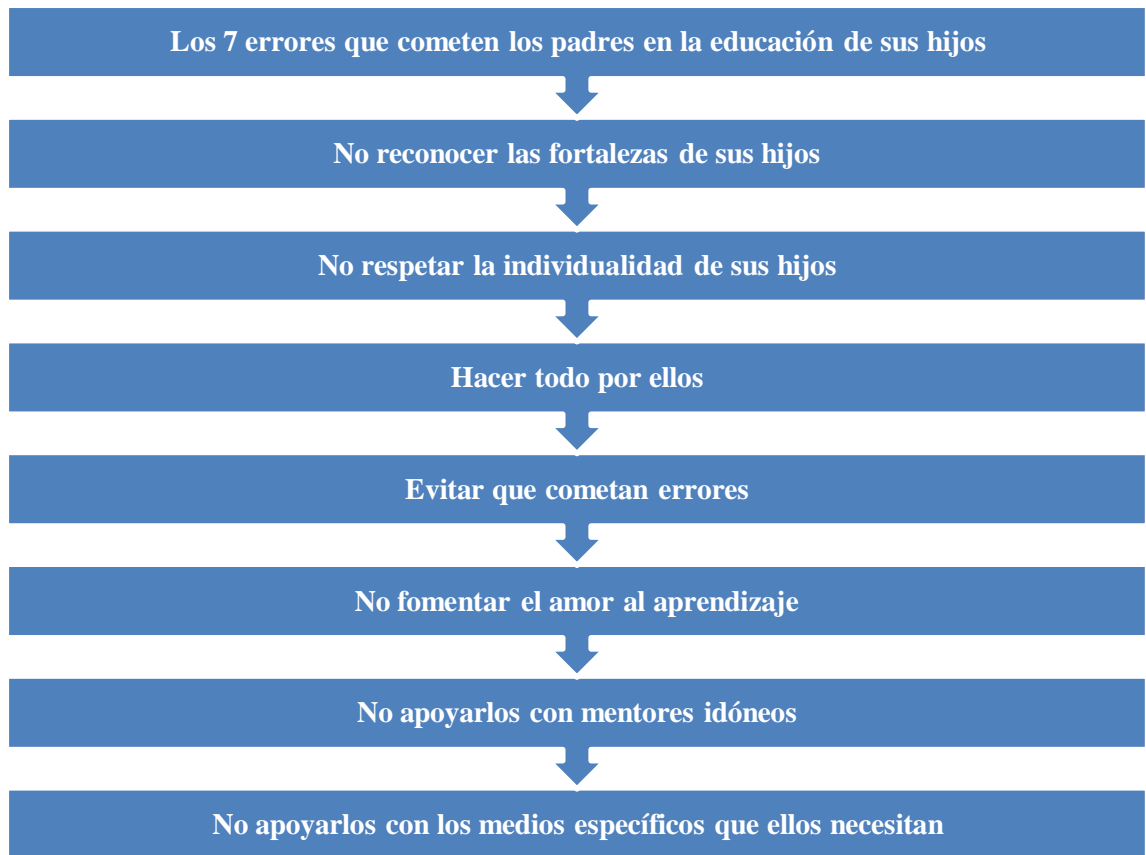 Los 7 errores que cometen los padres en la educación de sus hijos
No reconocer las fortalezas de sus hijos
No respetar la individualidad de sus hijos
Hacer todo por ellos
Evitar que cometan errores
No fomentar el amor al aprendizaje
No apoyarlos con mentores idóneos
No apoyarlos con los medios específicos que ellos necesitan